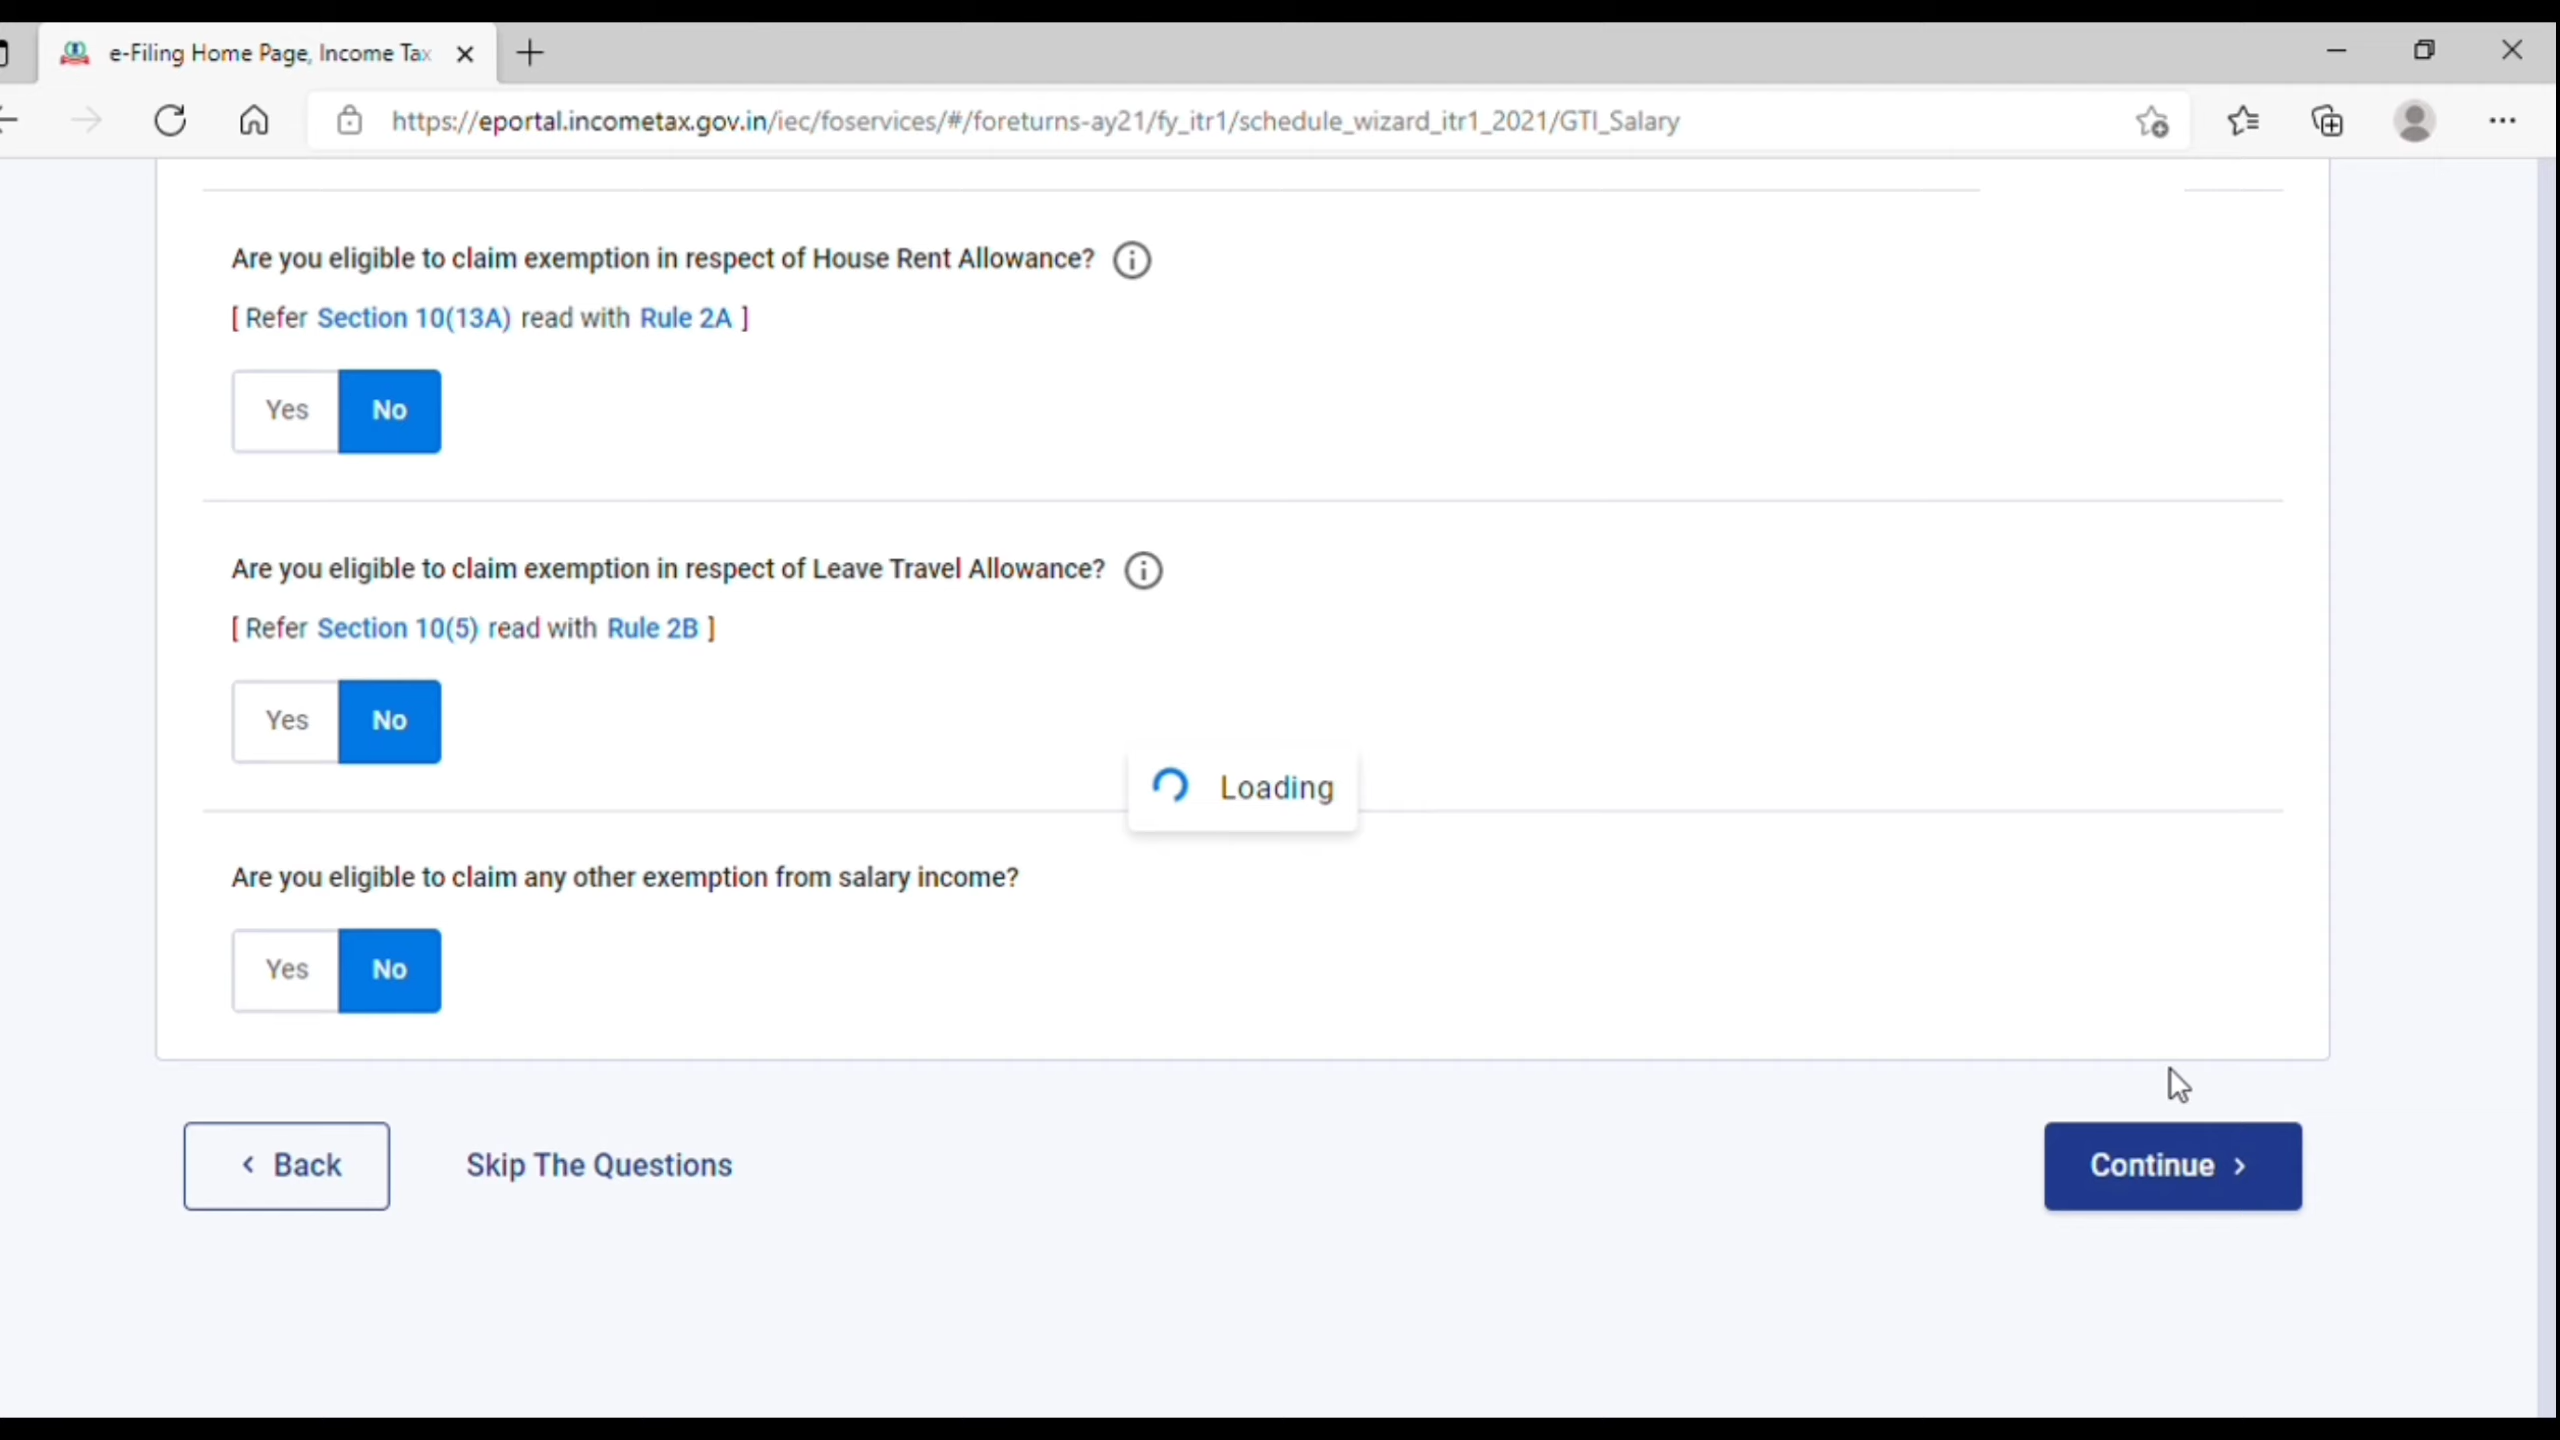 e-Filing Home Page, Income Tax
https://eportal.incometax.gov.in/iec/foservices/#/foreturns-ay21/fy_itr1/schedule_wizard_itr1_2021/GTI_Salary
Are you eligible to claim exemption in respect of House Rent Allowance?
[ Refer Section 10(13A) read with Rule 2A ]
Yes No
Are you eligible to claim exemption in respect of Leave Travel Allowance?
[ Refer Section 10(5) read with Rule 2B ]
Yes No
Loading
Are you eligible to claim any other exemption from salary income?
Yes No
Back Skip The Questions Continue